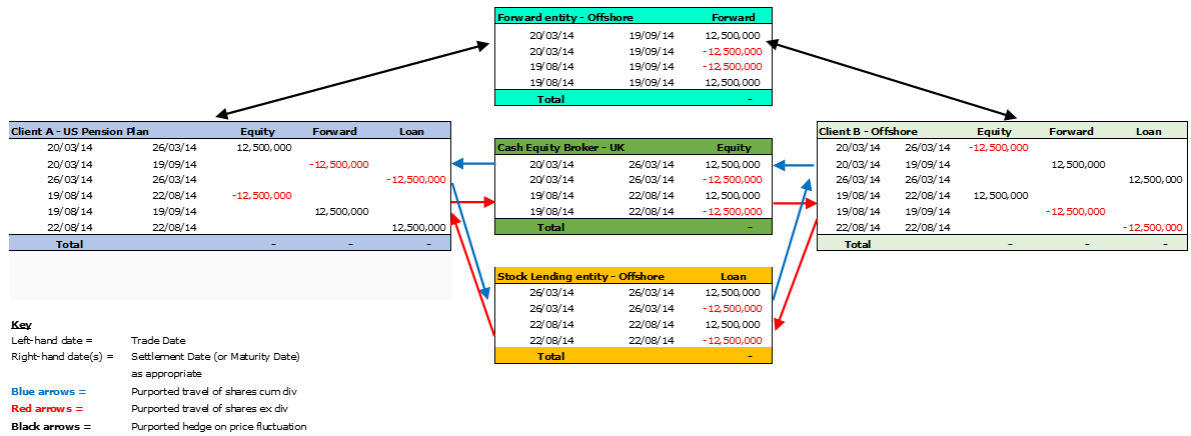 Forward entity - Offshore Forward
20/03/14 19/09/14 12,500,000
20/03/14 19/09/14 -12,500,000
19/08/14 19/09/14 -12,500,000
19/08/14 19/09/14 12,500,000
Total -
Client A - US Pension Plan Equity Forward Loan
20/03/14 26/03/14 12,500,000
20/03/14 19/09/14 -12,500,000
26/03/14 26/03/14 -12,500,000
19/08/14 22/08/14 -12,500,000
19/08/14 19/09/14 12,500,000
22/08/14 22/08/14 12,500,000
Total - - -
Cash Equity Broker - UK Equity
20/03/14 26/03/14 12,500,000
20/03/14 26/03/14 -12,500,000
19/08/14 22/08/14 12,500,000
19/08/14 22/08/14 -12,500,000
Total -
Client B - Offshore Equity Forward Loan
20/03/14 26/03/14 -12,500,000
20/03/14 19/09/14 12,500,000
26/03/14 26/03/14 12,500,000
19/08/14 22/08/14 12,500,000
19/08/14 19/09/14 -12,500,000
22/08/14 22/08/14 -12,500,000
Total - - -
Stock Lending entity - Offshore Loan
26/03/14 26/03/14 12,500,000
26/03/14 26/03/14 -12,500,000
22/08/14 22/08/14 12,500,000
22/08/14 22/08/14 -12,500,000
Total -
Key
Left-hand date = Trade Date
Right-hand date(s) = Settlement Date (or Maturity Date)
as appropriate
Blue arrows = Purported travel of shares cum div
Red arrows = Purported travel of shares ex div
Black arrows = Purported hedge on price fluctuation